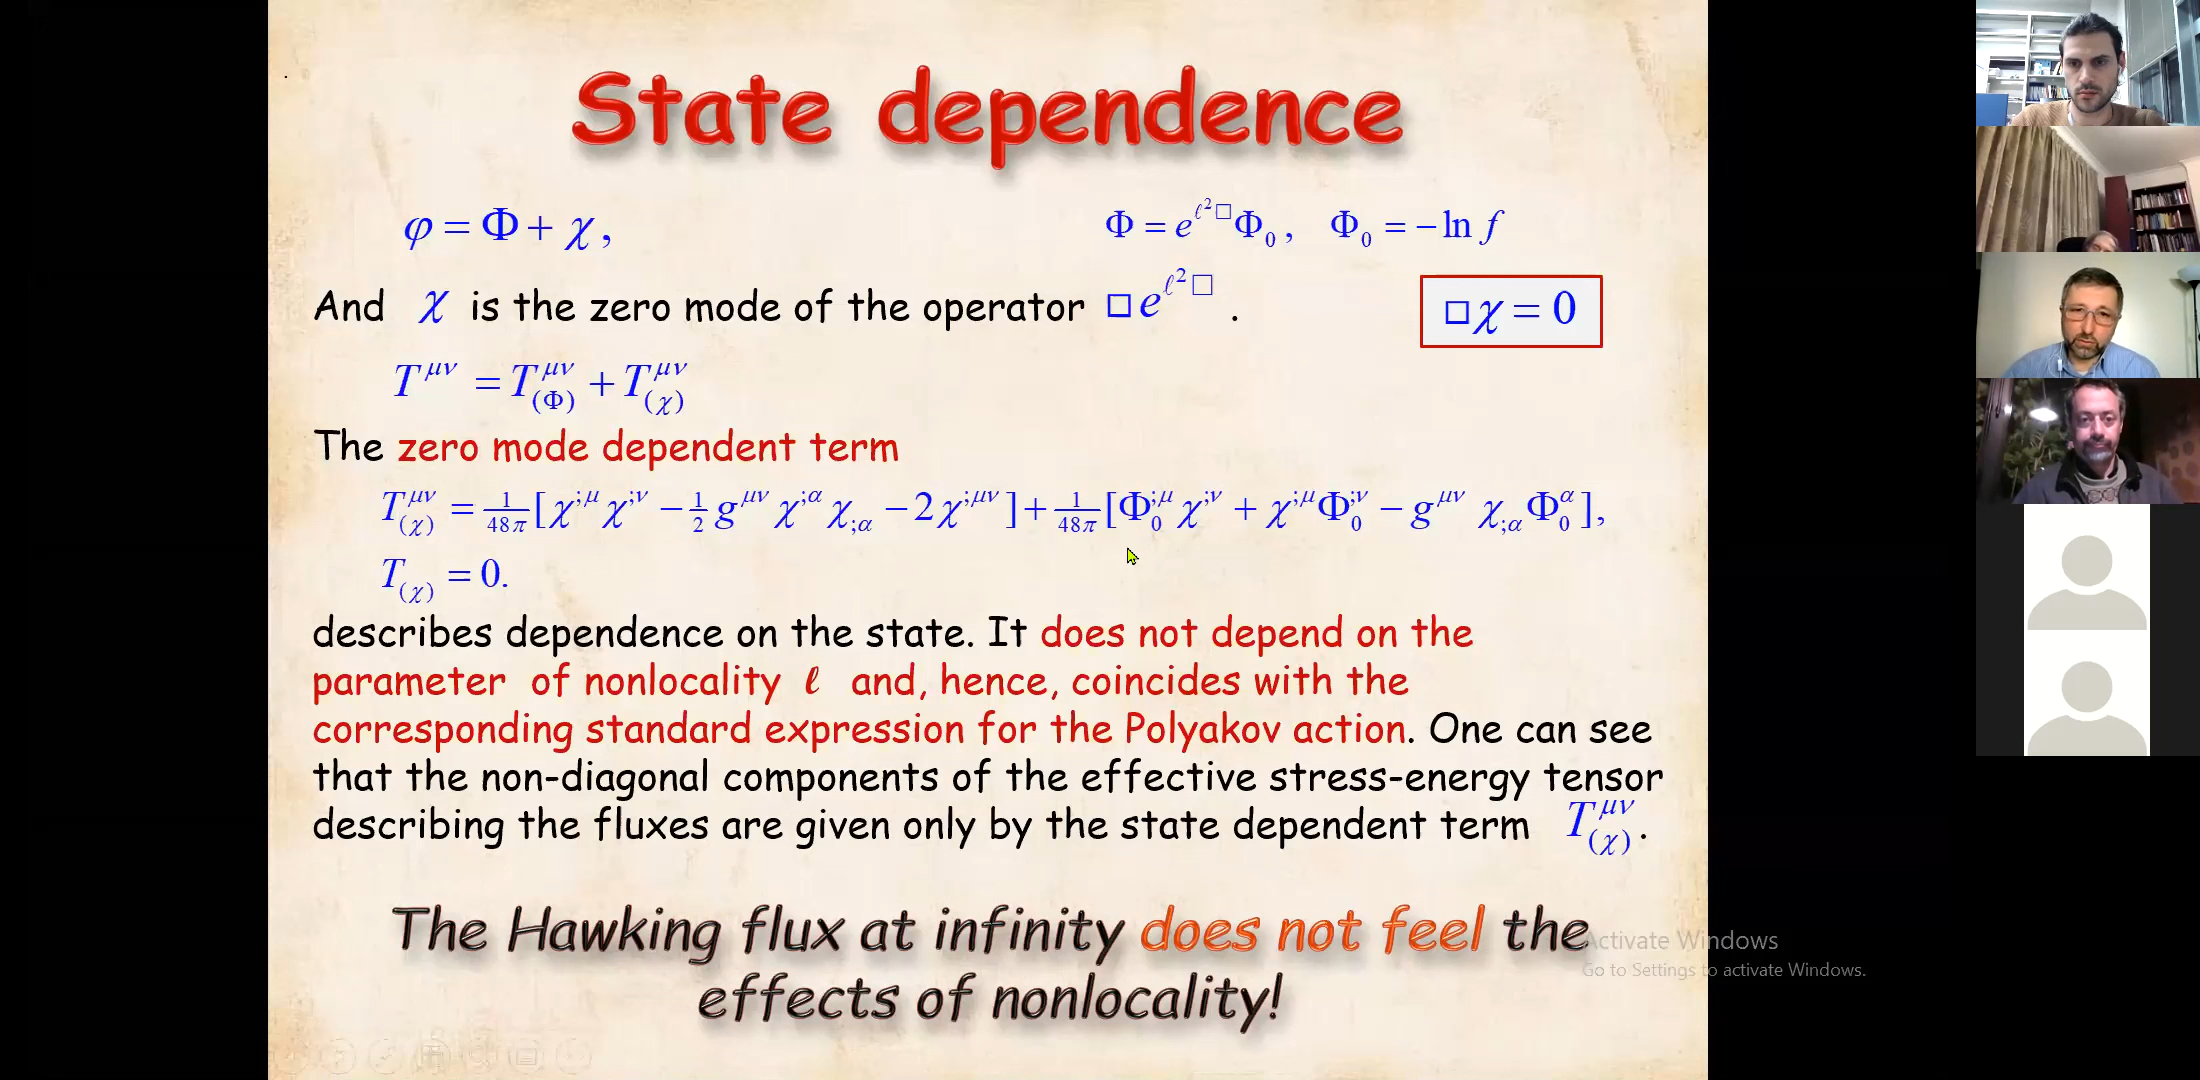 State dependence
φ = Φ + χ, Φ = e^{ℓ²□}Φ₀, Φ₀ = −ln f
And χ is the zero mode of the operator □e^{ℓ²□}. □χ = 0
T^{μν} = T^{μν}_{(Φ)} + T^{μν}_{(χ)}
The zero mode dependent term
T^{μν}_{(χ)} = 1/48π [χ^{;μ}χ^{;ν} − 1/2 g^{μν}χ^{;α}χ_{;α} − 2χ^{;μν}] + 1/48π [Φ₀^{;μ}χ^{;ν} + χ^{;μ}Φ₀^{;ν} − g^{μν} χ_{;α}Φ₀^{α}],
T_{(χ)} = 0.
describes dependence on the state. It does not depend on the
parameter of nonlocality ℓ and, hence, coincides with the
corresponding standard expression for the Polyakov action. One can see
that the non-diagonal components of the effective stress-energy tensor
describing the fluxes are given only by the state dependent term T^{μν}_{(χ)}.
The Hawking flux at infinity does not feel the
effects of nonlocality!
Activate Windows
Go to Settings to activate Windows.